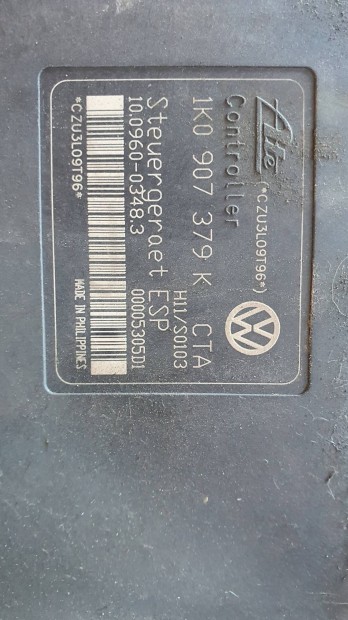 Ate (*CZU3L09T96*)
Controller
1K0 907 379 K CTA
H11/S0103
Steuergeraet ESP
10.0960-0348.3 00005305D1
*CZU3L09T96* MADE IN PHILIPPINES